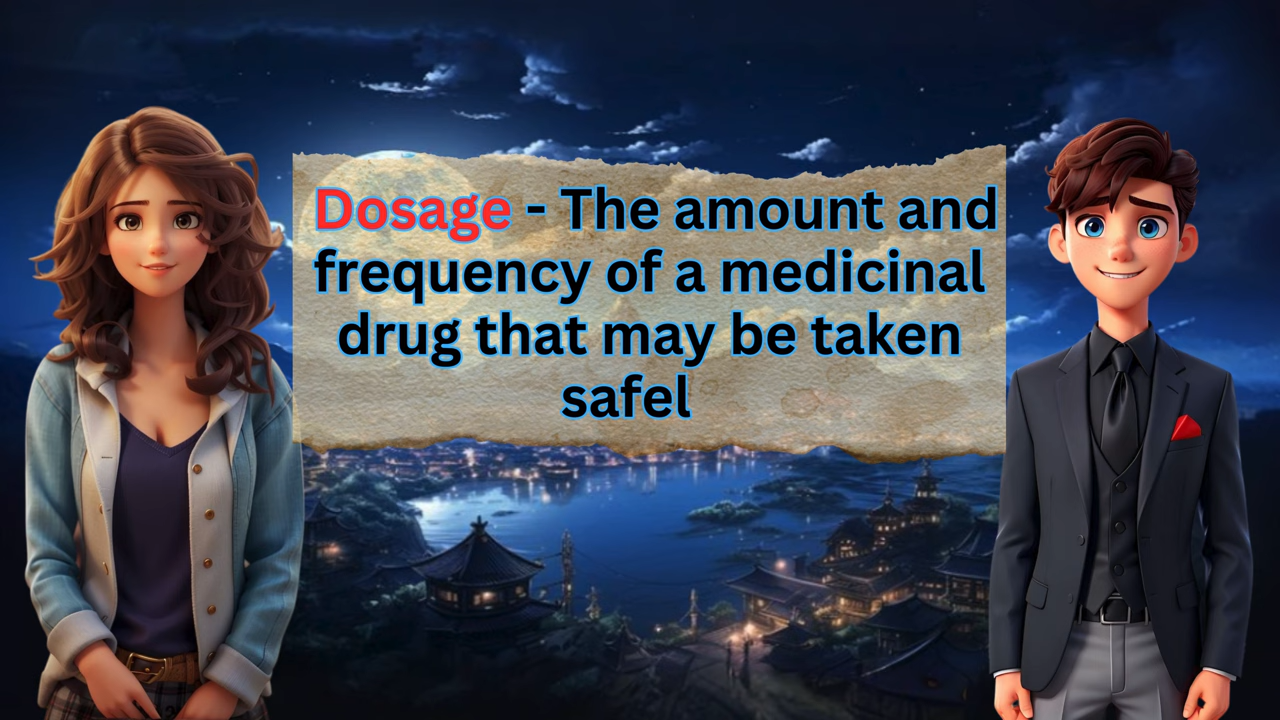 Dosage - The amount and
frequency of a medicinal
drug that may be taken
safel